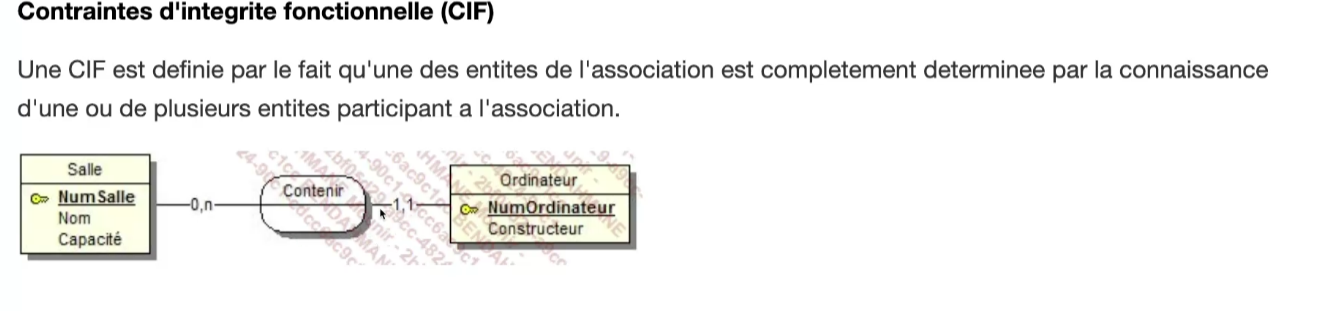 Contraintes d'integrite fonctionnelle (CIF)
Une CIF est definie par le fait qu'une des entites de l'association est completement determinee par la connaissance
d'une ou de plusieurs entites participant a l'association.
Salle
NumSalle
Nom
Capacité
0,n
Contenir
1,1
Ordinateur
NumOrdinateur
Constructeur